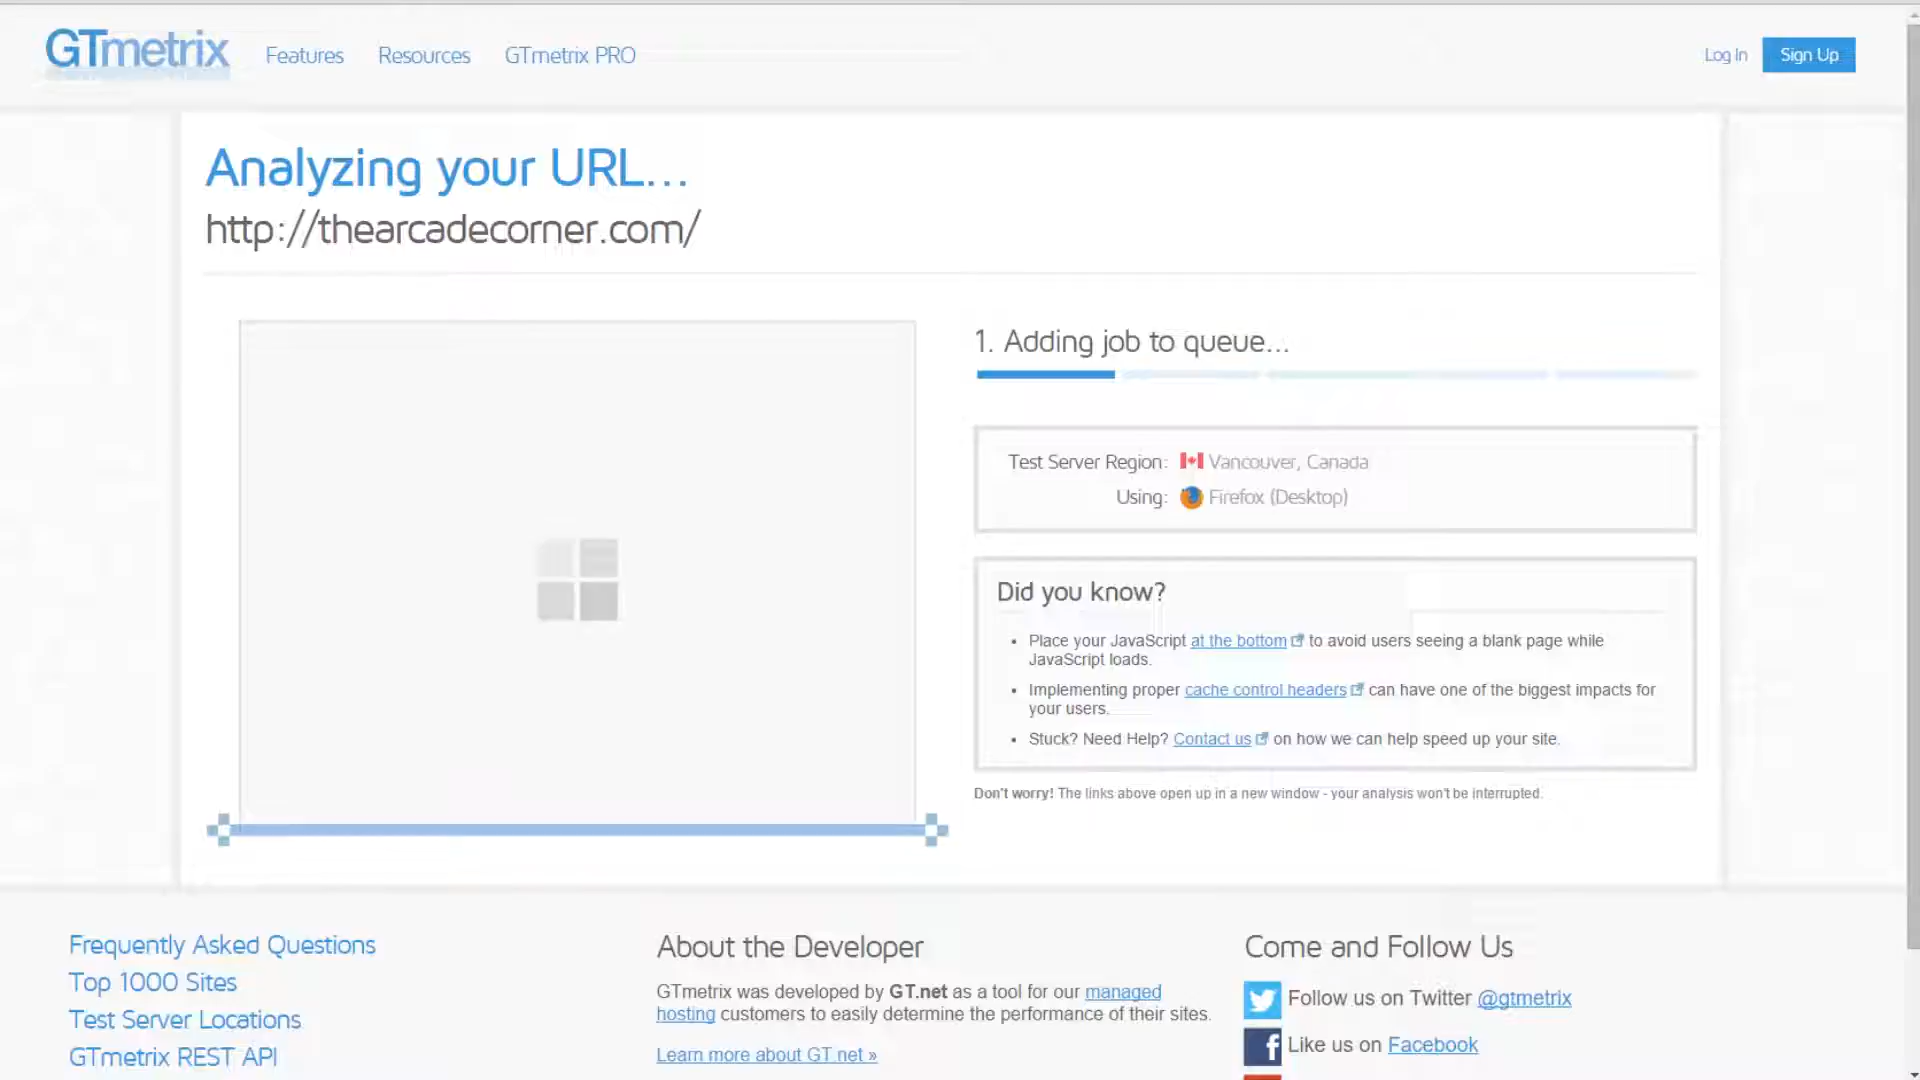 GTmetrix Features Resources GTmetrix PRO Log In Sign Up
Analyzing your URL...
http://thearcadecorner.com/
1. Adding job to queue...
Test Server Region: Vancouver, Canada
Using: Firefox (Desktop)
Did you know?
• Place your JavaScript at the bottom to avoid users seeing a blank page while
JavaScript loads.
• Implementing proper cache control headers can have one of the biggest impacts for
your users.
• Stuck? Need Help? Contact us on how we can help speed up your site.
Don't worry! The links above open up in a new window - your analysis won't be interrupted.
Frequently Asked Questions
Top 1000 Sites
Test Server Locations
GTmetrix REST API
About the Developer
GTmetrix was developed by GT.net as a tool for our managed
hosting customers to easily determine the performance of their sites.
Learn more about GT.net »
Come and Follow Us
Follow us on Twitter @gtmetrix
Like us on Facebook